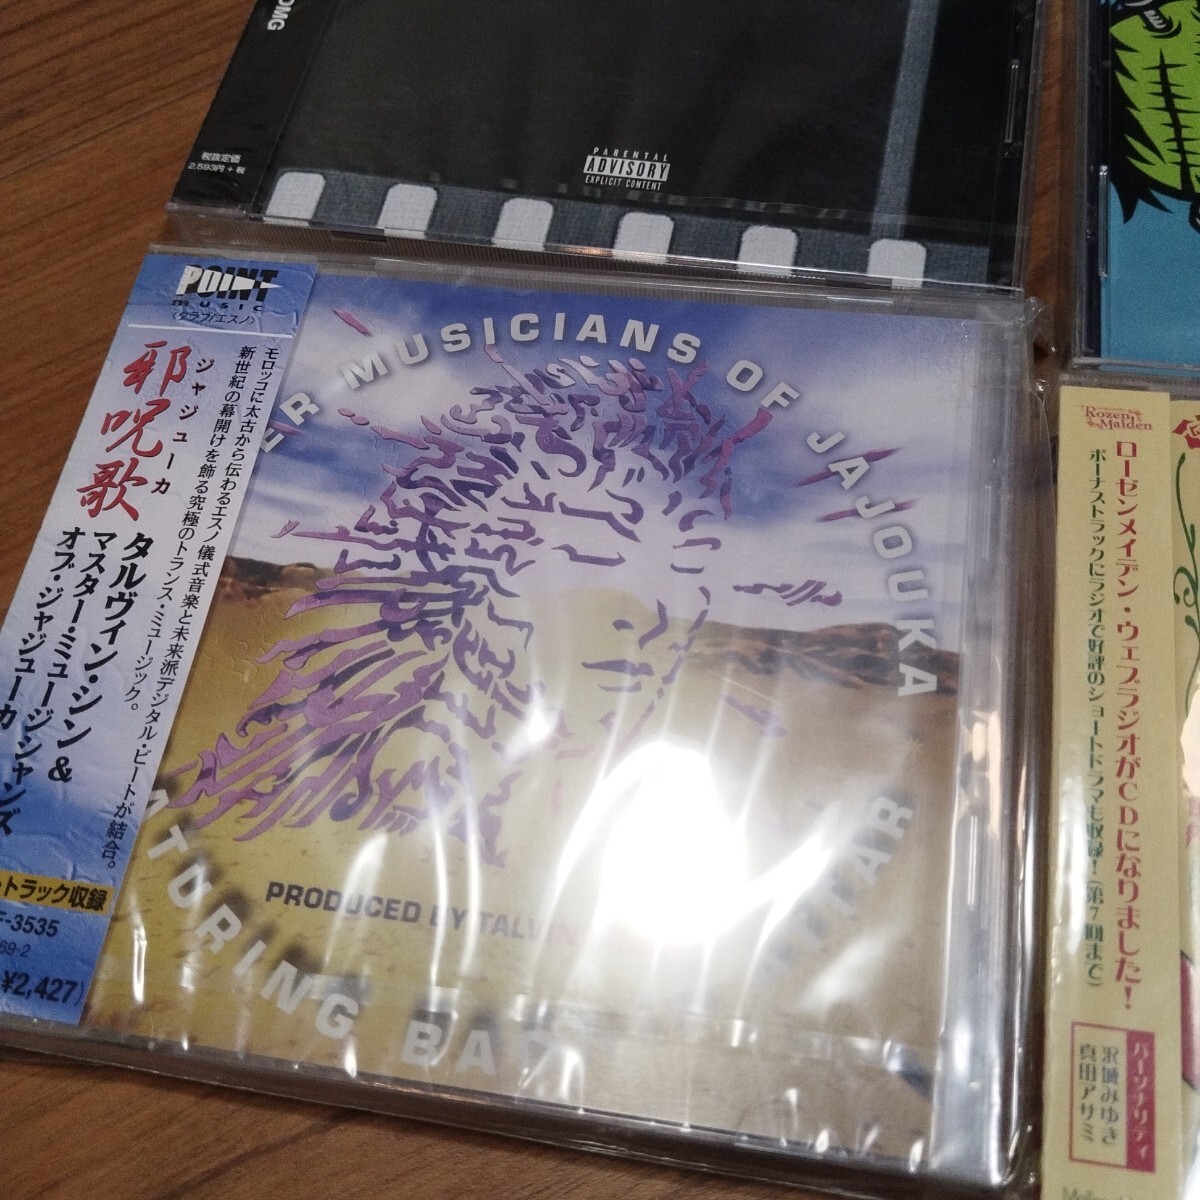 OMG
税抜定価
2,593円+税
PARENTAL
ADVISORY
EXPLICIT CONTENT
POINT
MUSIC
〈クラブ/エスノ〉
邪呪歌
ジャジューカ
モロッコに太古から伝わるエスノ儀式音楽と未来派デジタル・ビートが結合。
新世紀の幕開けを飾る究極のトランス・ミュージック。
タルヴィン・シン&
マスター・ミュージシャンズ
オブ・ジャジューカ
トラック収録
F-3535
69-2
¥2,427)
ER MUSICIANS OF JAJOUKA
PRODUCED BY TALVIN
ATURING BAC
TTAR
Rozen
Maiden
ローゼンメイデン・ウェブラジオがCDになりました!
ボーナストラックにラジオで好評のショートドラマも収録!(第7回まで)
パーソナリティ
沢城みゆき
真田アサミ